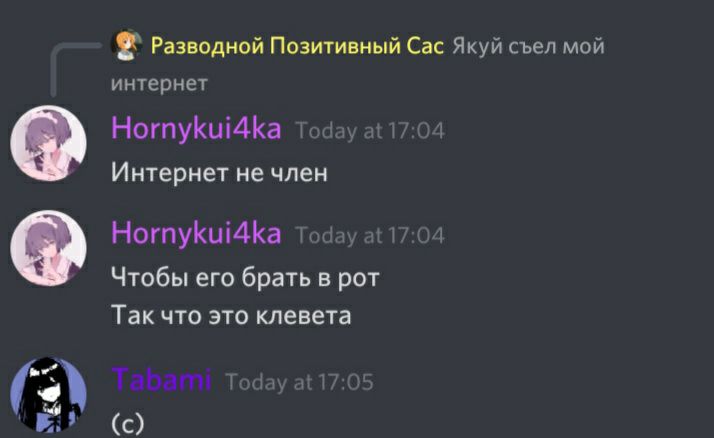 Разводной Позитивный Сас Якуй съел мой
интернет
Hornykui4ka Today at 17:04
Интернет не член
Hornykui4ka Today at 17:04
Чтобы его брать в рот
Так что это клевета
Tabami Today at 17:05
(с)